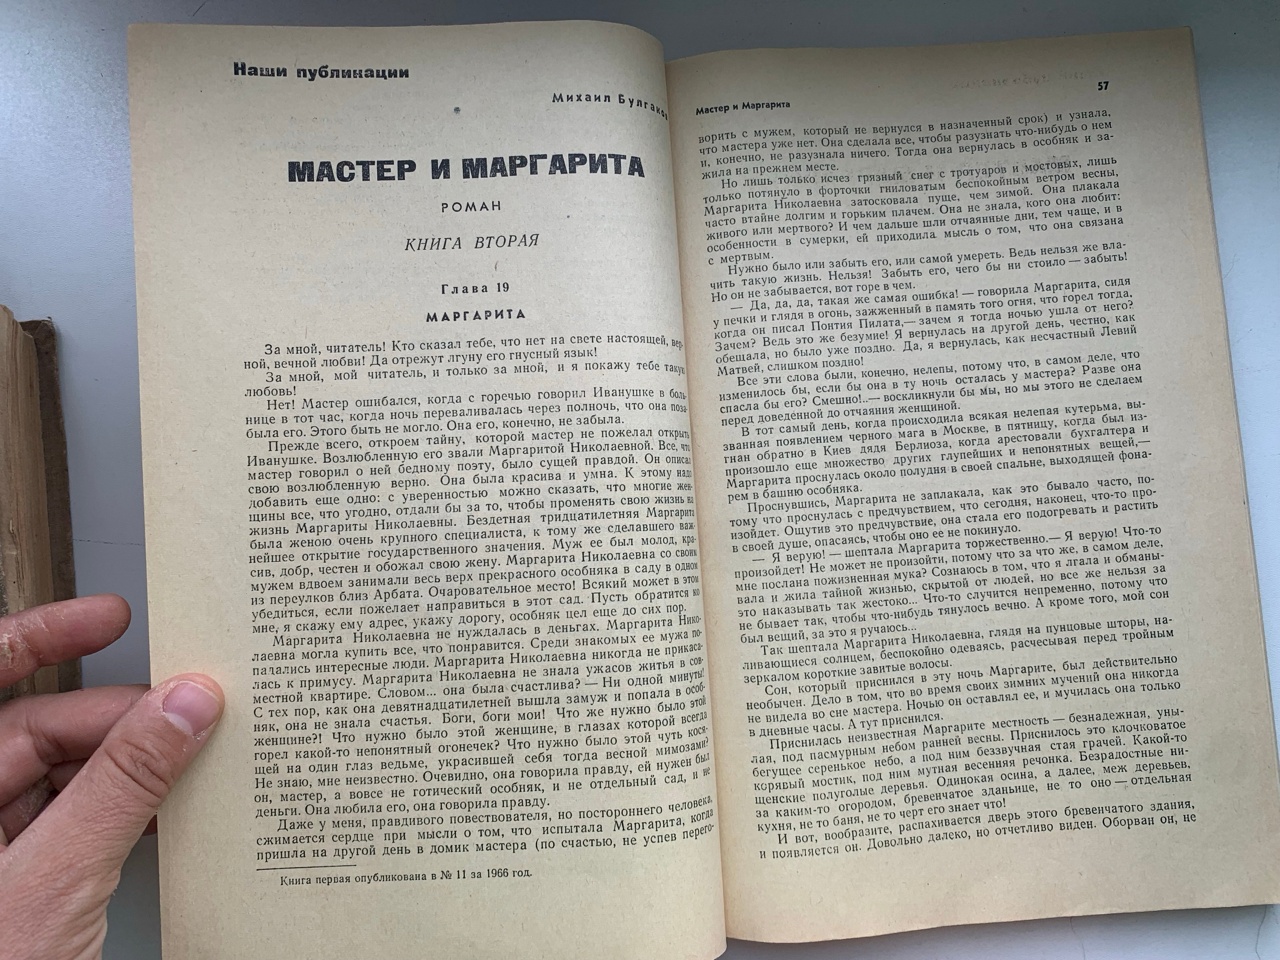 Наши публикации
Михаил Булгаков
МАСТЕР И МАРГАРИТА
РОМАН
КНИГА ВТОРАЯ
Глава 19
МАРГАРИТА
За мной, читатель! Кто сказал тебе, что нет на свете настоящей, вер-
ной, вечной любви! Да отрежут лгуну его гнусный язык!
За мной, мой читатель, и только за мной, и я покажу тебе такую
любовь!
Нет! Мастер ошибался, когда с горечью говорил Иванушке в боль-
нице в тот час, когда ночь переваливалась через полночь, что она поза-
была его. Этого быть не могло. Она его, конечно, не забыла.
Прежде всего, откроем тайну, которой мастер не пожелал открыть
Иванушке. Возлюбленную его звали Маргаритой Николаевной. Все, что
мастер говорил о ней бедному поэту, было сущей правдой. Он описал
свою возлюбленную верно. Она была красива и умна. К этому надо
добавить еще одно: с уверенностью можно сказать, что многие жен-
щины все, что угодно, отдали бы за то, чтобы променять свою жизнь на
жизнь Маргариты Николаевны. Бездетная тридцатилетняя Маргарита
была женою очень крупного специалиста, к тому же сделавшего важ-
нейшее открытие государственного значения. Муж ее был молод, кра-
сив, добр, честен и обожал свою жену. Маргарита Николаевна со своим
мужем вдвоем занимали весь верх прекрасного особняка в саду в одном
из переулков близ Арбата. Очаровательное место! Всякий может в этом
убедиться, если пожелает направиться в этот сад. Пусть обратится ко
мне, я скажу ему адрес, укажу дорогу, особняк цел еще до сих пор.
Маргарита Николаевна не нуждалась в деньгах. Маргарита Нико-
лаевна могла купить все, что понравится. Среди знакомых ее мужа по-
падались интересные люди. Маргарита Николаевна никогда не прикаса-
лась к примусу. Маргарита Николаевна не знала ужасов житья в сов-
местной квартире. Словом... она была счастлива? — Ни одной минуты!
С тех пор, как она девятнадцатилетней вышла замуж и попала в особ-
няк, она не знала счастья. Боги, боги мои! Что же нужно было этой
женщине?! Что нужно было этой женщине, в глазах которой всегда
горел какой-то непонятный огонечек? Что нужно было этой чуть кося-
щей на один глаз ведьме, украсившей себя тогда весной мимозами?
Не знаю, мне неизвестно. Очевидно, она говорила правду, ей нужен был
он, мастер, а вовсе не готический особняк, и не отдельный сад, и не
деньги. Она любила его, она говорила правду.
Даже у меня, правдивого повествователя, но постороннего человека,
сжимается сердце при мысли о том, что испытала Маргарита, когда
пришла на другой день в домик мастера (по счастью, не успев перего-
Книга первая опубликована в № 11 за 1966 год.
Мастер и Маргарита
57
ворить с мужем, который не вернулся в назначенный срок) и узнала,
что мастера уже нет. Она сделала все, чтобы разузнать что-нибудь о нем
и, конечно, не разузнала ничего. Тогда она вернулась в особняк и за-
жила на прежнем месте.
Но лишь только исчез грязный снег с тротуаров и мостовых, лишь
только потянуло в форточки гниловатым беспокойным ветром весны,
Маргарита Николаевна затосковала пуще, чем зимой. Она плакала
часто втайне долгим и горьким плачем. Она не знала, кого она любит:
живого или мертвого? И чем дальше шли отчаянные дни, тем чаще, и в
особенности в сумерки, ей приходила мысль о том, что она связана
с мертвым.
Нужно было или забыть его, или самой умереть. Ведь нельзя же вла-
чить такую жизнь. Нельзя! Забыть его, чего бы ни стоило — забыть!
Но он не забывается, вот горе в чем.
— Да, да, да, такая же самая ошибка! — говорила Маргарита, сидя
у печки и глядя в огонь, зажженный в память того огня, что горел тогда,
когда он писал Понтия Пилата,— зачем я тогда ночью ушла от него?
Зачем? Ведь это же безумие! Я вернулась на другой день, честно, как
обещала, но было уже поздно. Да, я вернулась, как несчастный Левий
Матвей, слишком поздно!
Все эти слова были, конечно, нелепы, потому что, в самом деле, что
изменилось бы, если бы она в ту ночь осталась у мастера? Разве она
спасла бы его? Смешно!..— воскликнули бы мы, но мы этого не сделаем
перед доведенной до отчаяния женщиной.
В тот самый день, когда происходила всякая нелепая кутерьма, вы-
званная появлением черного мага в Москве, в пятницу, когда был из-
гнан обратно в Киев дядя Берлиоза, когда арестовали бухгалтера и
произошло еще множество других глупейших и непонятных вещей,—
Маргарита проснулась около полудня в своей спальне, выходящей фона-
рем в башню особняка.
Проснувшись, Маргарита не заплакала, как это бывало часто, по-
тому что проснулась с предчувствием, что сегодня, наконец, что-то про-
изойдет. Ощутив это предчувствие, она стала его подогревать и растить
в своей душе, опасаясь, чтобы оно ее не покинуло.
— Я верую! — шептала Маргарита торжественно.— Я верую! Что-то
произойдет! Не может не произойти, потому что за что же, в самом деле,
мне послана пожизненная мука? Сознаюсь в том, что я лгала и обманы-
вала и жила тайной жизнью, скрытой от людей, но все же нельзя за
это наказывать так жестоко... Что-то случится непременно, потому что
не бывает так, чтобы что-нибудь тянулось вечно. А кроме того, мой сон
был вещий, за это я ручаюсь...
Так шептала Маргарита Николаевна, глядя на пунцовые шторы, на-
ливающиеся солнцем, беспокойно одеваясь, расчесывая перед тройным
зеркалом короткие завитые волосы.
Сон, который приснился в эту ночь Маргарите, был действительно
необычен. Дело в том, что во время своих зимних мучений она никогда
не видела во сне мастера. Ночью он оставлял ее, и мучилась она только
в дневные часы. А тут приснился.
Приснилась неизвестная Маргарите местность — безнадежная, уны-
лая, под пасмурным небом ранней весны. Приснилось это клочковатое
бегущее серенькое небо, а под ним беззвучная стая грачей. Какой-то
корявый мостик, под ним мутная весенняя речонка. Безрадостные ни-
щенские полуголые деревья. Одинокая осина, а далее, меж деревьев,
за каким-то огородом, бревенчатое зданьице, не то оно — отдельная
кухня, не то баня, не то черт его знает что!
И вот, вообразите, распахивается дверь этого бревенчатого здания,
и появляется он. Довольно далеко, но отчетливо виден. Оборван он, не